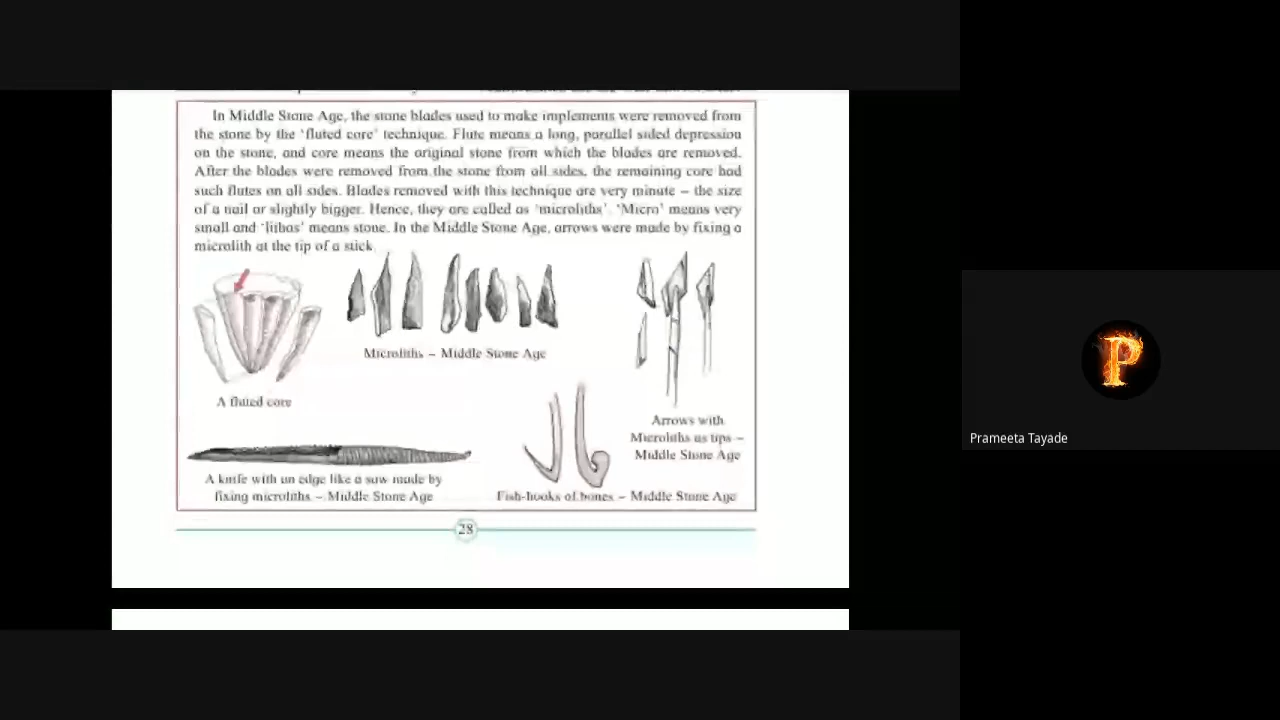 In Middle Stone Age, the stone blades used to make implements were removed from
the stone by the 'fluted core' technique. Flute means a long, parallel sided depression
on the stone, and core means the original stone from which the blades are removed.
After the blades were removed from the stone from all sides, the remaining core had
such flutes on all sides. Blades removed with this technique are very minute – the size
of a nail or slightly bigger. Hence, they are called as 'microliths'. 'Micro' means very
small and 'lithos' means stone. In the Middle Stone Age, arrows were made by fixing a
microlith at the tip of a stick.
Microliths – Middle Stone Age
A fluted core
Arrows with
Microliths as tips –
Middle Stone Age
A knife with an edge like a saw made by
fixing microliths – Middle Stone Age
Fish-hooks of bones – Middle Stone Age
28
P
Prameeta Tayade